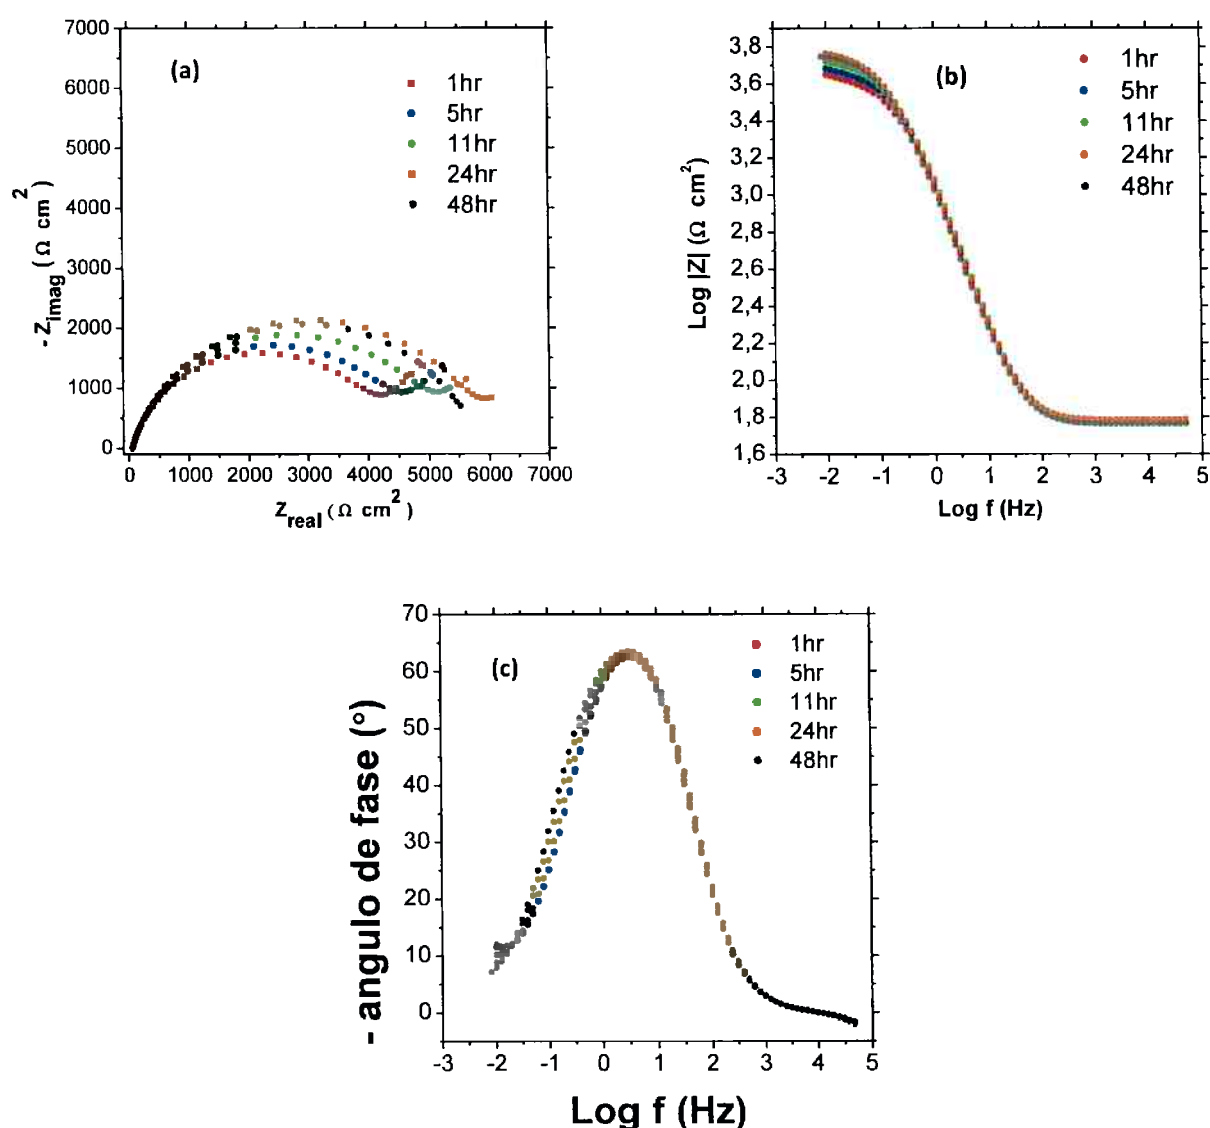 7000
6000
5000
4000
3000
2000
1000
0
- Zimag ( Ω cm2
(a)
1hr
5hr
11hr
24hr
48hr
0 1000 2000 3000 4000 5000 6000 7000
Zreal ( Ω cm2 )
3,8
3,6
3,4
3,2
3,0
2,8
2,6
2,4
2,2
2,0
1,8
1,6
Log |Z| (Ω cm2)
(b)
1hr
5hr
11hr
24hr
48hr
-3 -2 -1 0 1 2 3 4 5
Log f (Hz)
70
60
50
40
30
20
10
0
- angulo de fase (°)
(c)
1hr
5hr
11hr
24hr
48hr
-3 -2 -1 0 1 2 3 4 5
Log f (Hz)